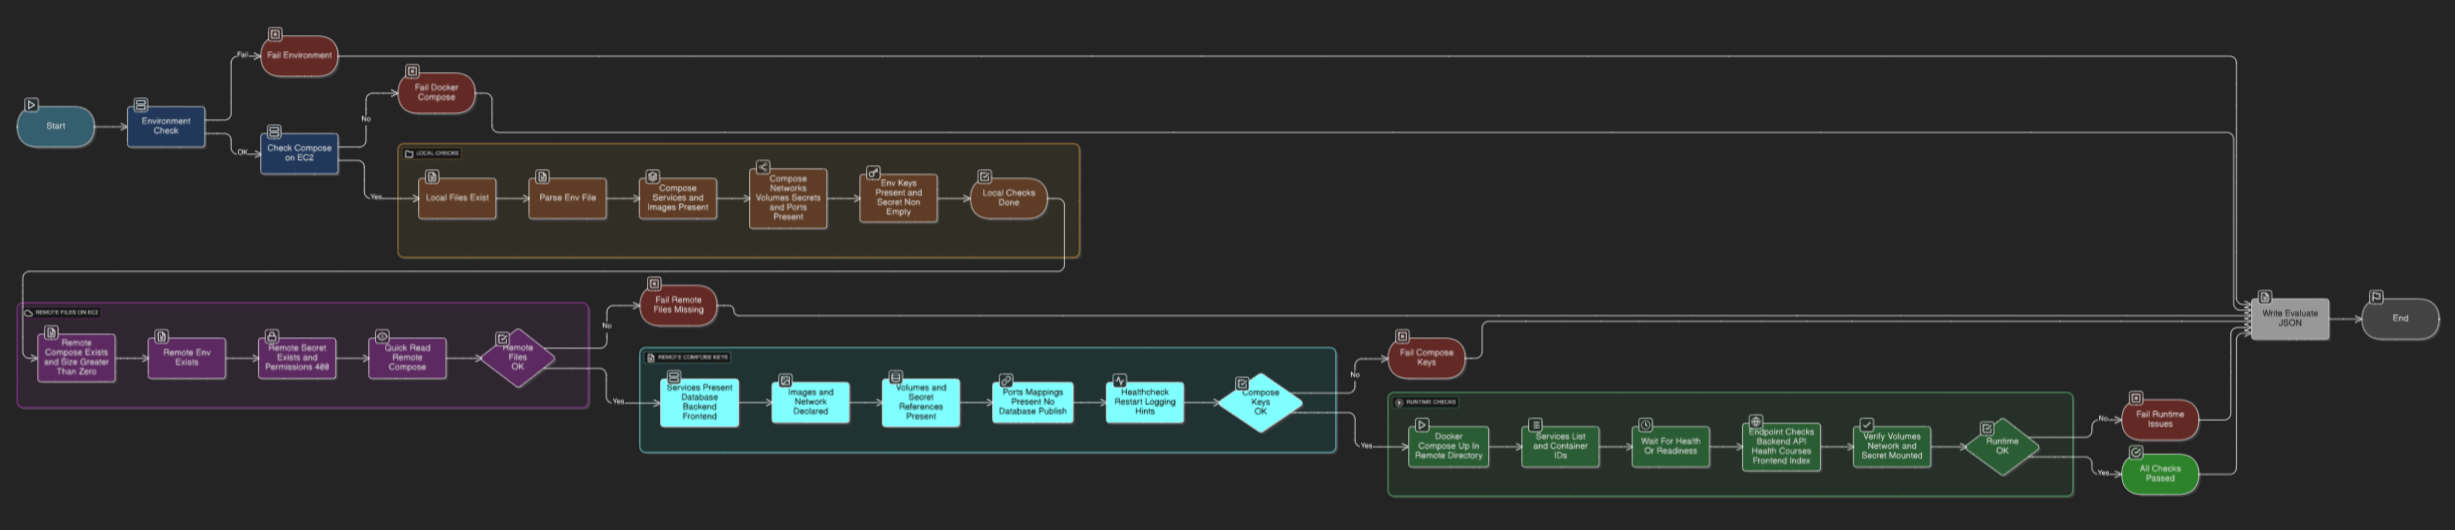 Fail
Fail Environment
Fail Docker
Compose
Start
Environment
Check
No
OK
Check Compose
on EC2
Yes
LOCAL CHECKS
Local Files Exist
Parse Env File
Compose
Services and
Images Present
Compose
Networks
Volumes Secrets
and Ports
Present
Env Keys
Present and
Secret Non
Empty
Local Checks
Done
REMOTE FILES ON EC2
Remote
Compose Exists
and Size Greater
Than Zero
Remote Env
Exists
Remote Secret
Exists and
Permissions 400
Quick Read
Remote
Compose
Remote
Files
OK
No
Fail Remote
Files Missing
Yes
REMOTE COMPOSE KEYS
Services Present
Database
Backend
Frontend
Images and
Network
Declared
Volumes and
Secret
References
Present
Ports Mappings
Present No
Database Publish
Healthcheck
Restart Logging
Hints
Compose
Keys
OK
No
Fail Compose
Keys
Yes
RUNTIME CHECKS
Docker
Compose Up In
Remote Directory
Services List
and Container
IDs
Wait For Health
Or Readiness
Endpoint Checks
Backend API
Health Courses
Frontend Index
Verify Volumes
Network and
Secret Mounted
Runtime
OK
No
Fail Runtime
Issues
Yes
All Checks
Passed
Write Evaluate
JSON
End